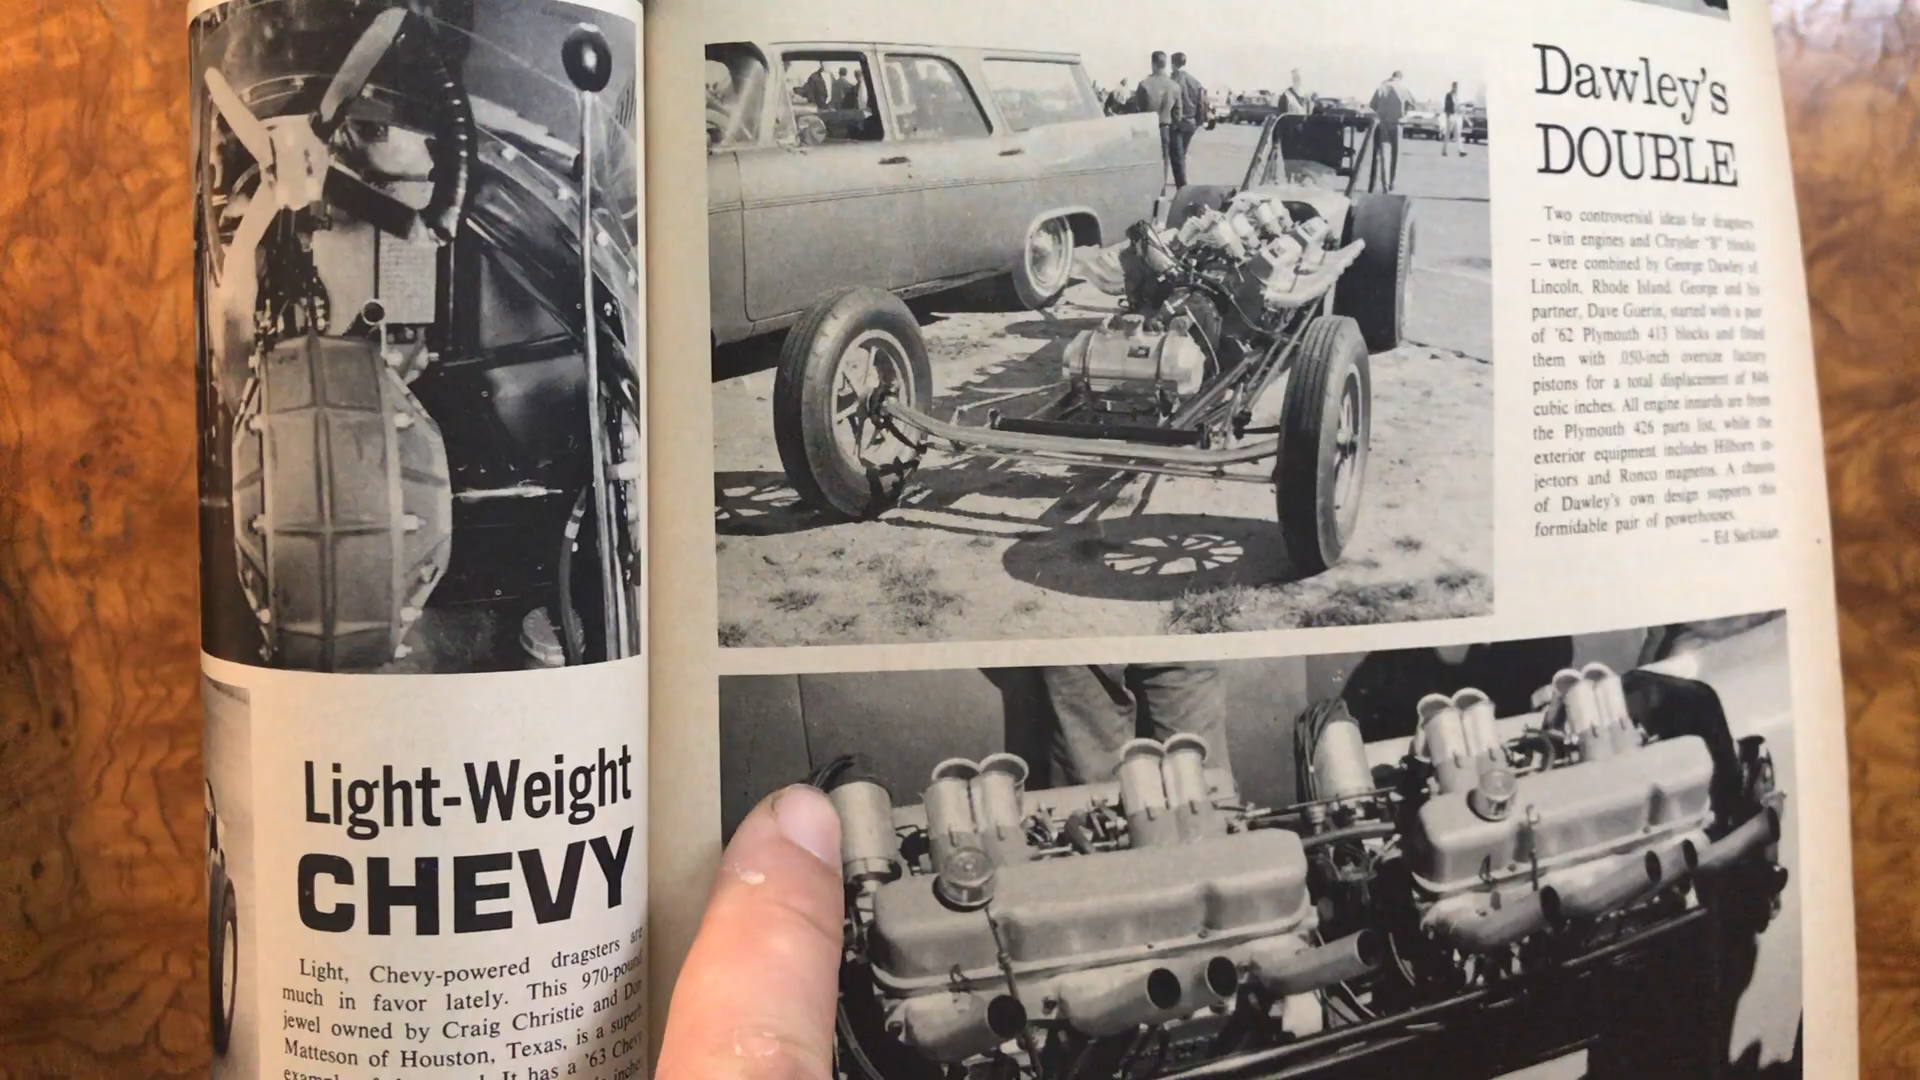 Light-Weight
CHEVY
Light, Chevy-powered dragsters are
much in favor lately. This 970-pound
jewel owned by Craig Christie and Don
Matteson of Houston, Texas, is a superb
It has a '63 Chevy
Dawley's
DOUBLE
Two controversial ideas for dragsters
— twin engines and Chrysler "B" blocks
— were combined by George Dawley of
Lincoln, Rhode Island. George and his
partner, Dave Guerin, started with a pair
of '62 Plymouth 413 blocks and fitted
them with .050-inch oversize factory
pistons for a total displacement of 846
cubic inches. All engine innards are from
the Plymouth 426 parts list, while the
exterior equipment includes Hilborn in-
jectors and Ronco magnetos. A chassis
of Dawley's own design supports this
formidable pair of powerhouses.
— Ed Sarkisian